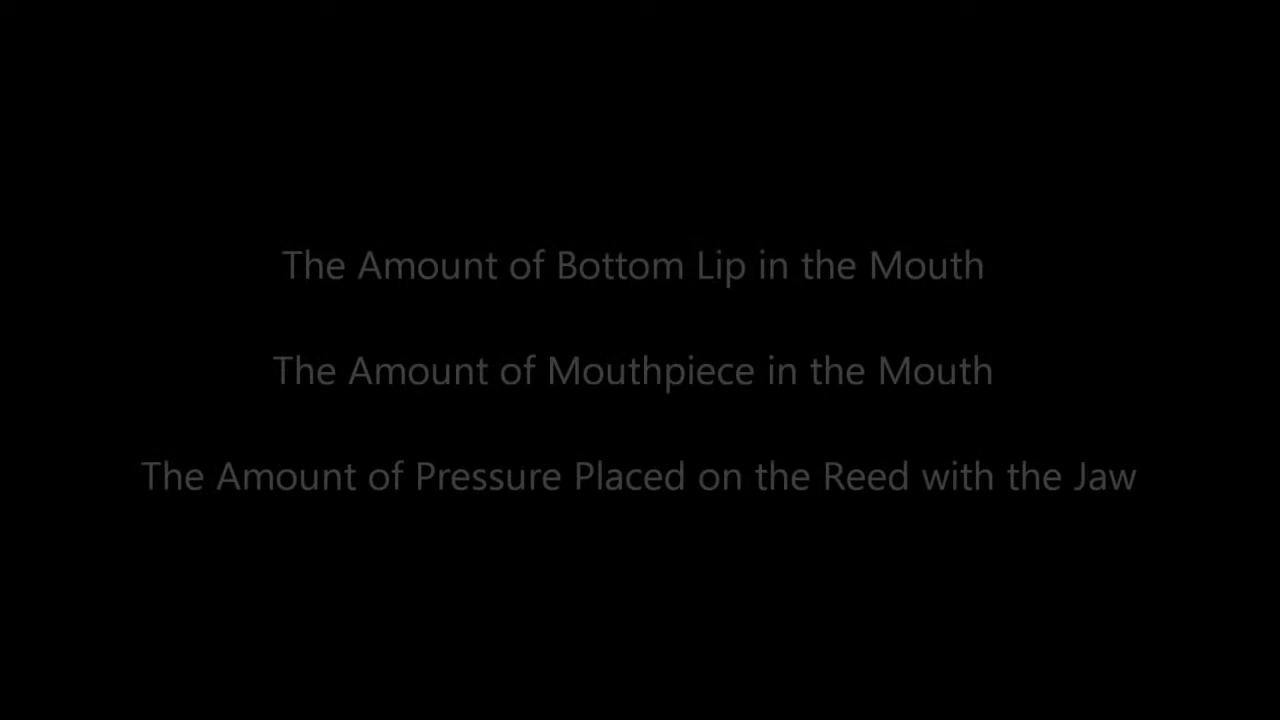 The Amount of Bottom Lip in the Mouth
The Amount of Mouthpiece in the Mouth
The Amount of Pressure Placed on the Reed with the Jaw